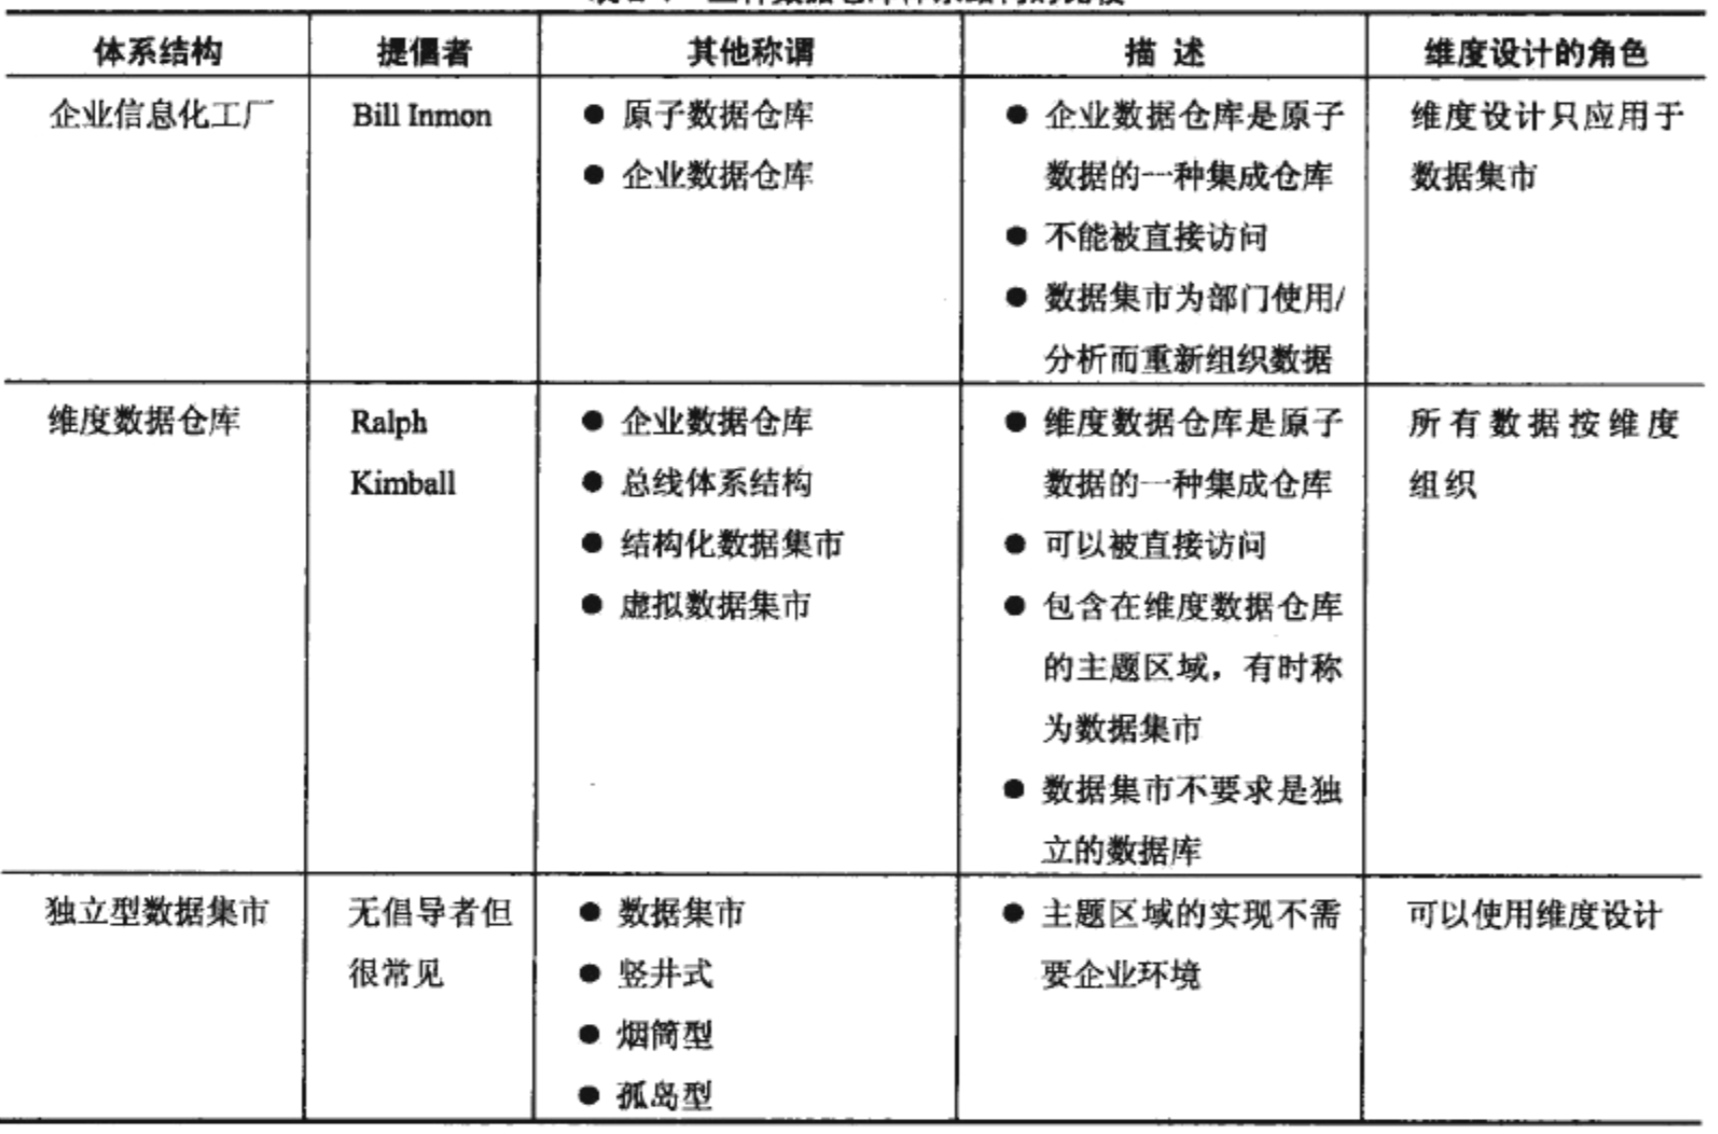 体系结构
提倡者
其他称谓
描 述
维度设计的角色
企业信息化工厂
Bill Inmon
● 原子数据仓库
● 企业数据仓库
● 企业数据仓库是原子
数据的一种集成仓库
● 不能被直接访问
● 数据集市为部门使用/
分析而重新组织数据
维度设计只应用于
数据集市
维度数据仓库
Ralph
Kimball
● 企业数据仓库
● 总线体系结构
● 结构化数据集市
● 虚拟数据集市
● 维度数据仓库是原子
数据的一种集成仓库
● 可以被直接访问
● 包含在维度数据仓库
的主题区域，有时称
为数据集市
● 数据集市不要求是独
立的数据库
所有数据按维度
组织
独立型数据集市
无倡导者但
很常见
● 数据集市
● 竖井式
● 烟筒型
● 孤岛型
● 主题区域的实现不需
要企业环境
可以使用维度设计